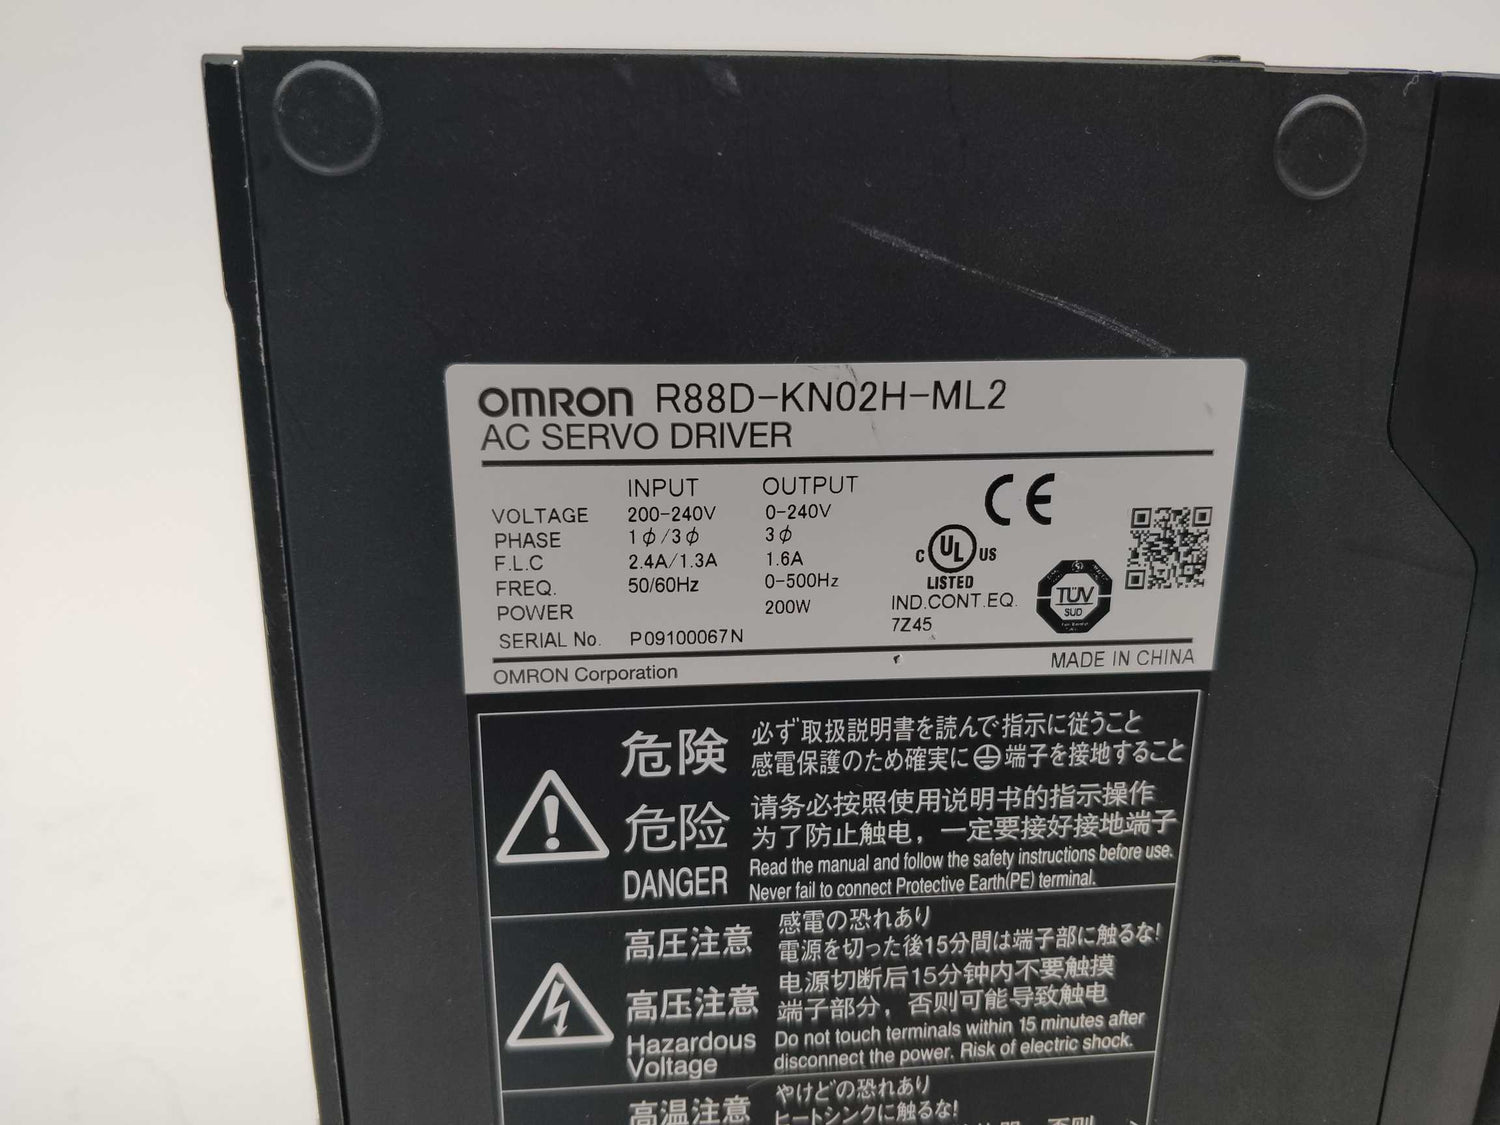 OMRON R88D-KN02H-ML2
AC SERVO DRIVER
INPUT OUTPUT
VOLTAGE 200-240V 0-240V
PHASE 1ϕ/3ϕ 3ϕ
F.L.C 2.4A/1.3A 1.6A
FREQ. 50/60Hz 0-500Hz
POWER 200W
SERIAL No. P09100067N
CE
C UL US
LISTED
IND.CONT.EQ.
7Z45
TÜV
SUD
OMRON Corporation
MADE IN CHINA
危険
必ず取扱説明書を読んで指示に従うこと
感電保護のため確実に端子を接地すること
危险
请务必按照使用说明书的指示操作
为了防止触电，一定要接好接地端子
DANGER
Read the manual and follow the safety instructions before use.
Never fail to connect Protective Earth(PE) terminal.
高圧注意
感電の恐れあり
電源を切った後15分間は端子部に触るな!
高压注意
电源切断后15分钟内不要触摸
端子部分，否则可能导致触电
Hazardous
Voltage
Do not touch terminals within 15 minutes after
disconnect the power. Risk of electric shock.
高温注意
やけどの恐れあり
ヒートシンクに触るな!